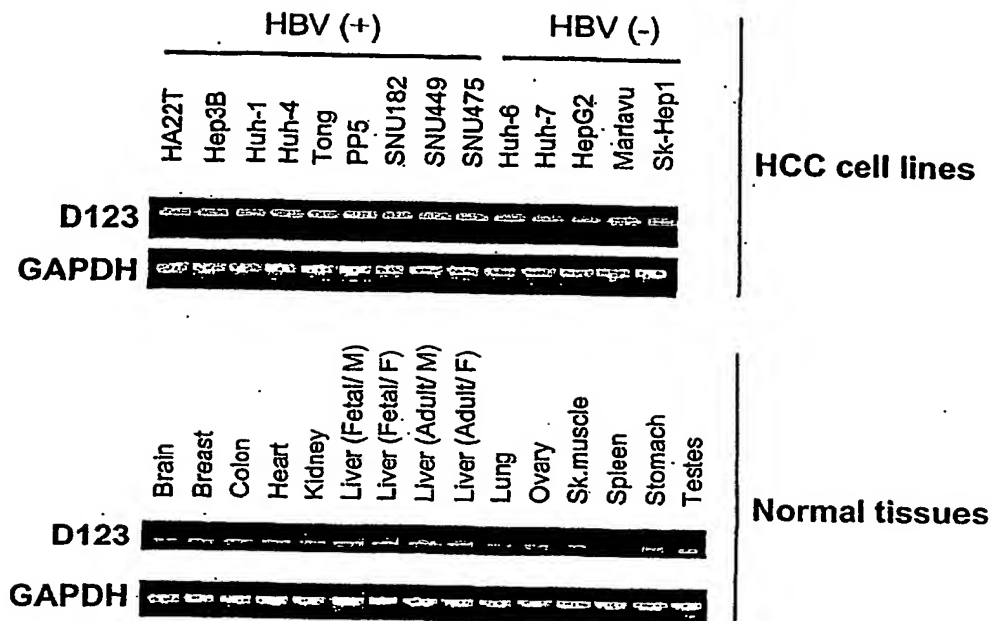 HBV (+) HBV (-)
HA22T Hep3B Huh-1 Huh-4 Tong PP5 SNU182 SNU449 SNU475 Huh-6 Huh-7 HepG2 Marlavu Sk-Hep1
HCC cell lines
D123
GAPDH
Brain Breast Colon Heart Kidney Liver (Fetal/ M) Liver (Fetal/ F) Liver (Adult/ M) Liver (Adult/ F) Lung Ovary Sk.muscle Spleen Stomach Testes
Normal tissues
D123
GAPDH